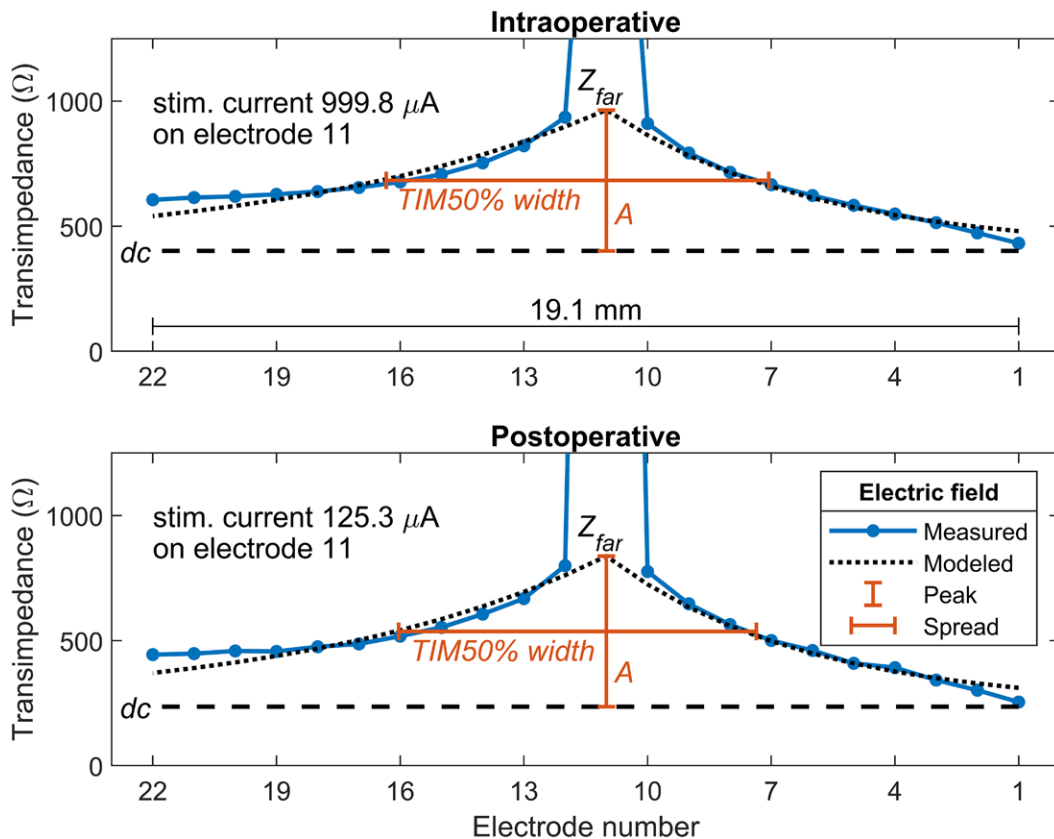 Intraoperative
Transimpedance (Ω)
1000
500
0
stim. current 999.8 μA
on electrode 11
Z_far
TIM50% width
A
dc
19.1 mm
22 19 16 13 10 7 4 1
Postoperative
Transimpedance (Ω)
1000
500
0
stim. current 125.3 μA
on electrode 11
Z_far
TIM50% width
A
dc
Electric field
Measured
Modeled
Peak
Spread
22 19 16 13 10 7 4 1
Electrode number